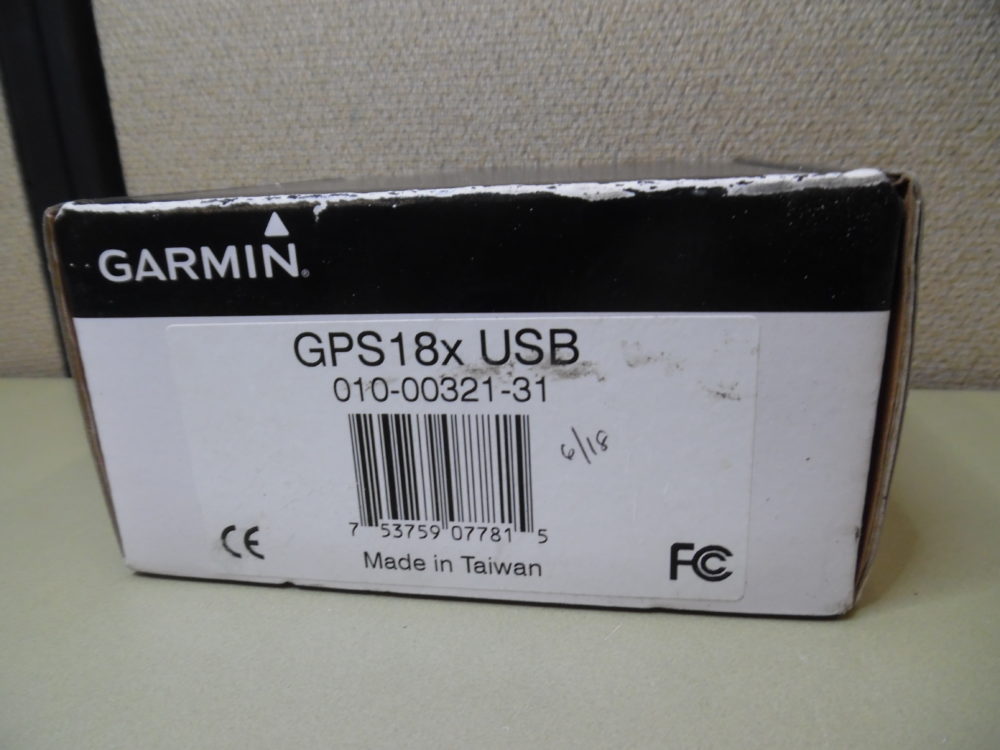 GARMIN®
GPS18x USB
010-00321-31
6/18
7 53759 07781 5
CE
Made in Taiwan
FC